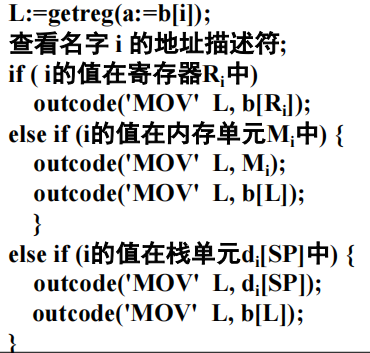 L:=getreg(a:=b[i]);
查看名字 i 的地址描述符;
if ( i的值在寄存器Ri中)
outcode('MOV' L, b[Ri]);
else if (i的值在内存单元Mi中) {
outcode('MOV' L, Mi);
outcode('MOV' L, b[L]);
}
else if (i的值在栈单元di[SP]中) {
outcode('MOV' L, di[SP]);
outcode('MOV' L, b[L]);
}